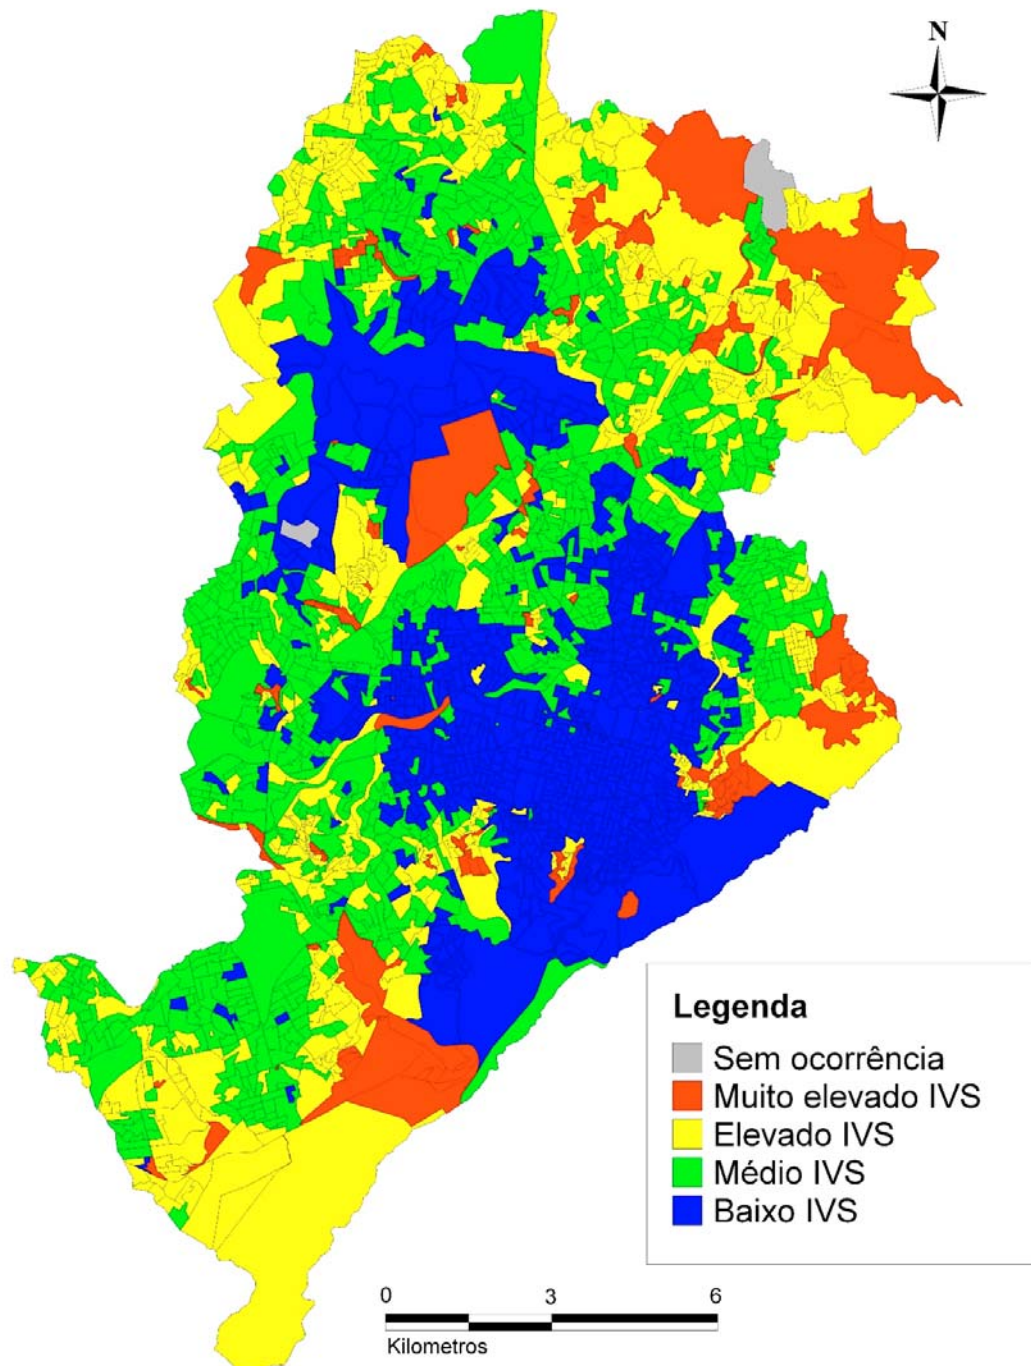 N
Legenda
Sem ocorrência
Muito elevado IVS
Elevado IVS
Médio IVS
Baixo IVS
0 3 6
Kilometros